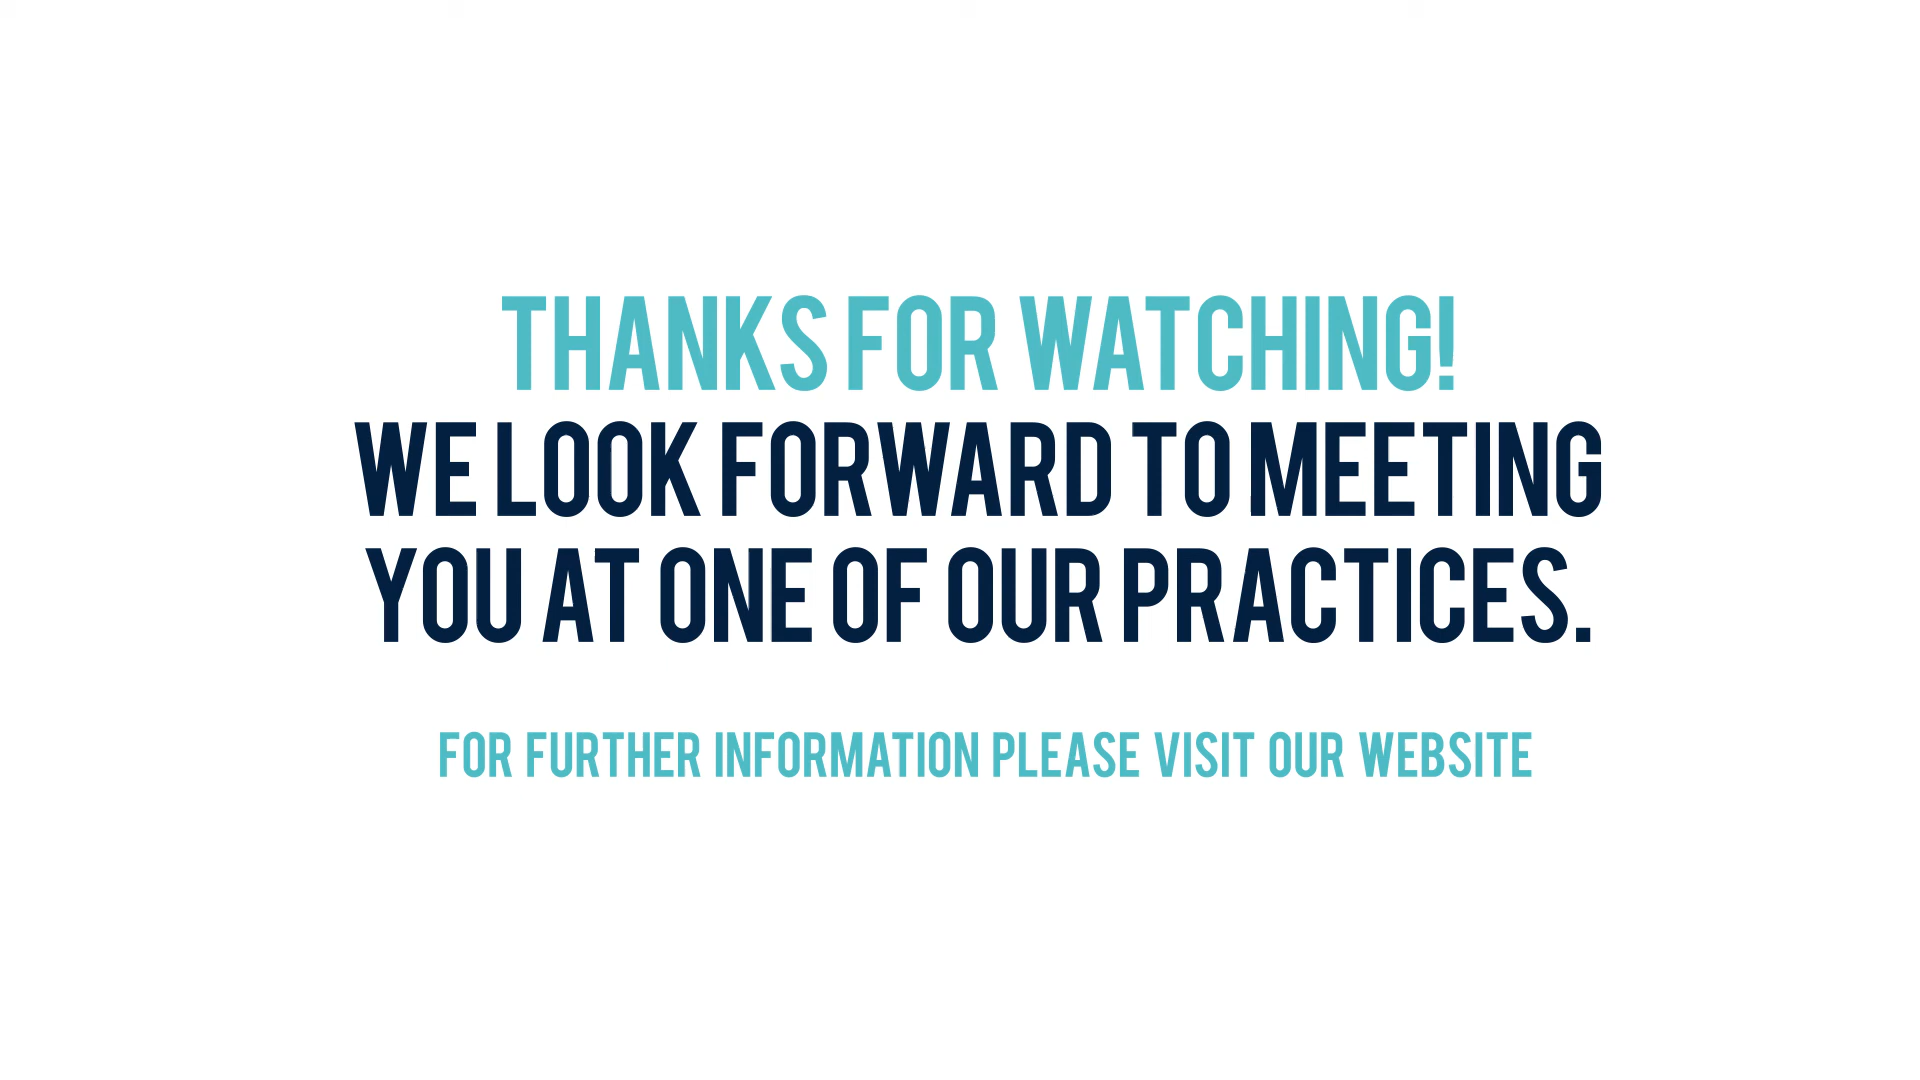 THANKS FOR WATCHING!
WE LOOK FORWARD TO MEETING
YOU AT ONE OF OUR PRACTICES.
FOR FURTHER INFORMATION PLEASE VISIT OUR WEBSITE